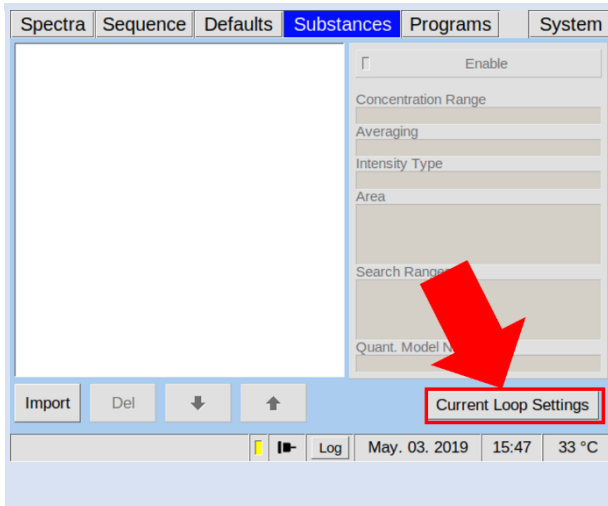 Spectra Sequence Defaults Substances Programs System
Enable
Concentration Range
Averaging
Intensity Type
Area
Search Ranges
Quant. Model N
Import Del Current Loop Settings
Log May. 03. 2019 15:47 33 °C